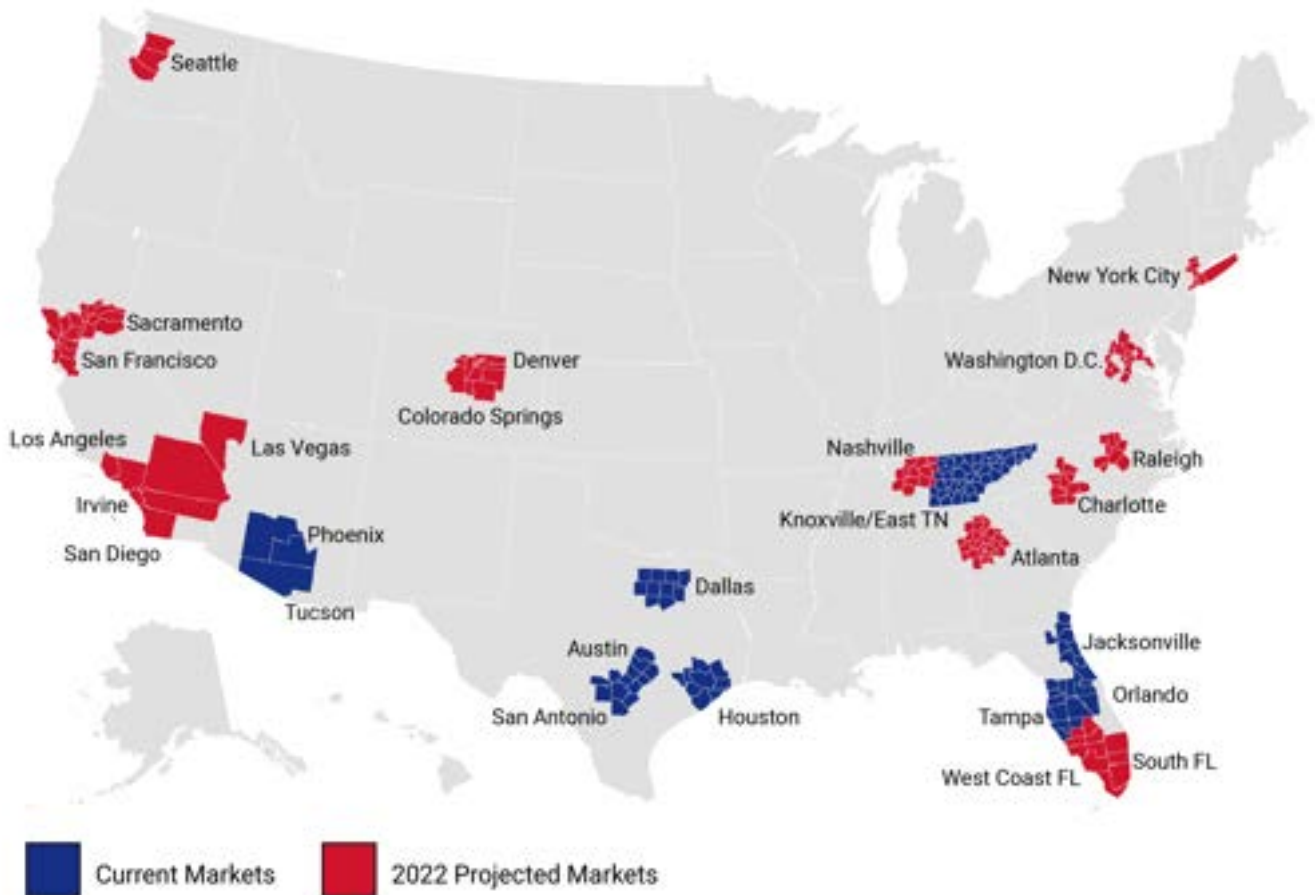 Seattle
New York City
Sacramento
San Francisco
Denver
Washington D.C.
Colorado Springs
Los Angeles
Las Vegas
Nashville
Raleigh
Irvine
Charlotte
Knoxville/East TN
Phoenix
San Diego
Atlanta
Dallas
Tucson
Austin
Jacksonville
Orlando
San Antonio
Houston
Tampa
South FL
West Coast FL
Current Markets
2022 Projected Markets